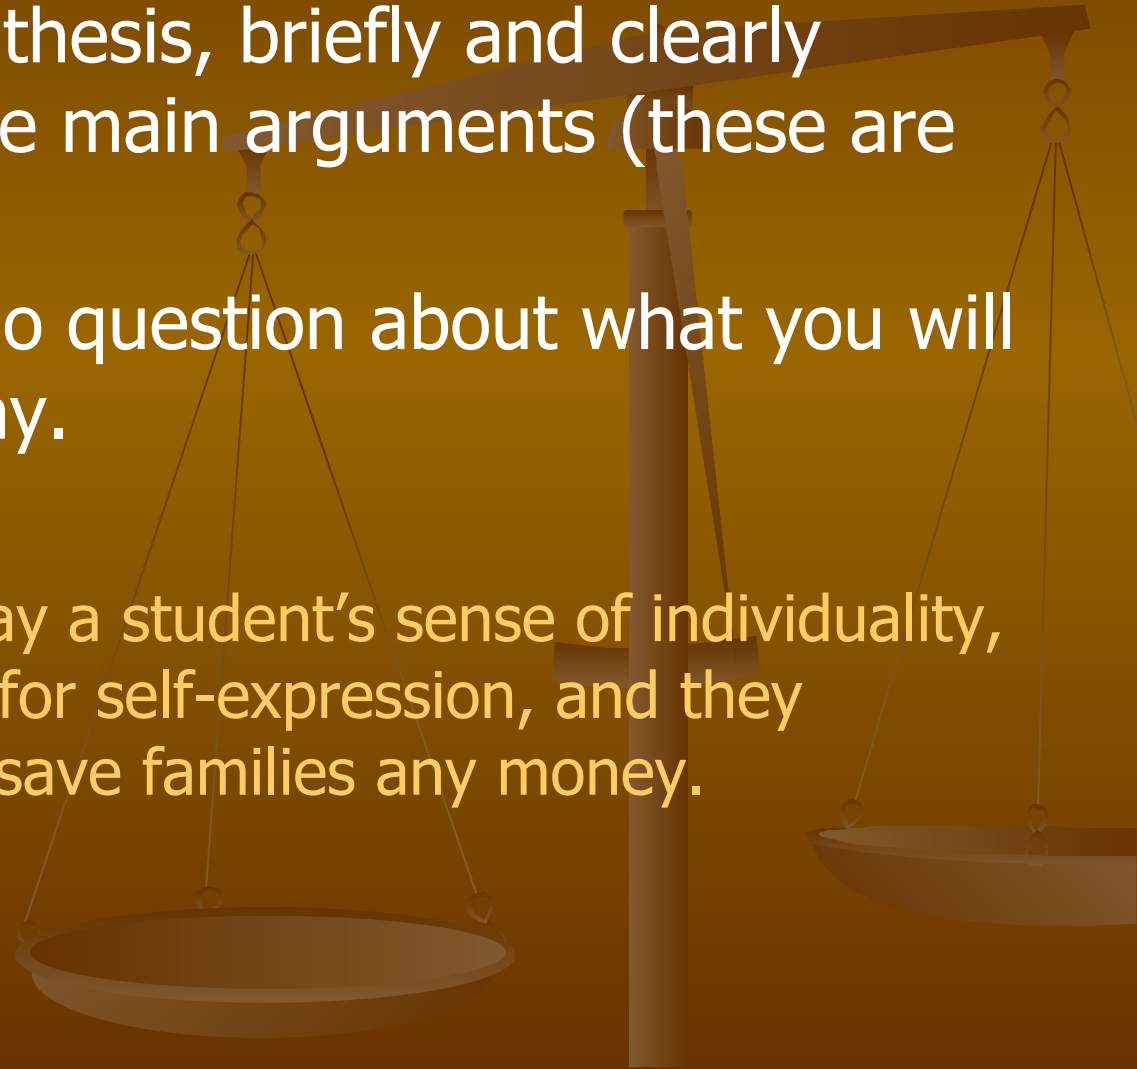 thesis, briefly and clearly
e main arguments (these are
o question about what you will
ay.
ay a student’s sense of individuality,
for self-expression, and they
save families any money.